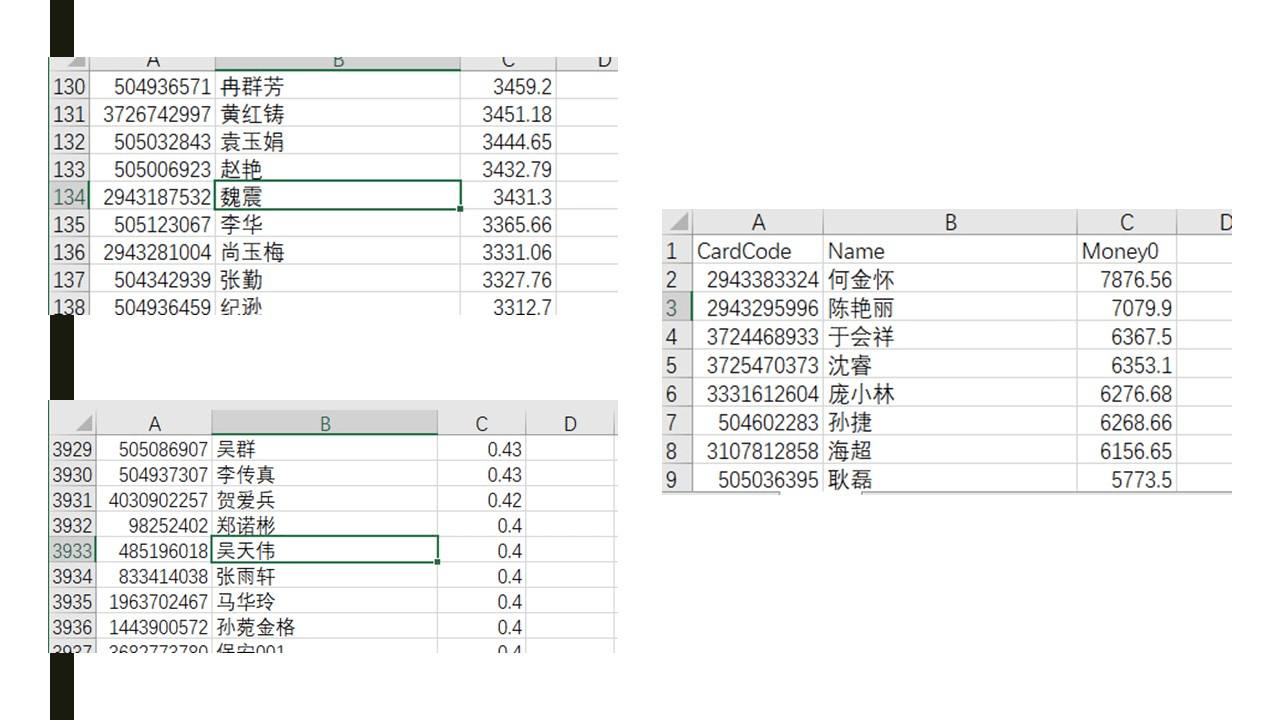 A B C D
130 504936571 冉群芳 3459.2
131 3726742997 黄红铸 3451.18
132 505032843 袁玉娟 3444.65
133 505006923 赵艳 3432.79
134 2943187532 魏震 3431.3
135 505123067 李华 3365.66
136 2943281004 尚玉梅 3331.06
137 504342939 张勤 3327.76
138 504936459 纪逊 3312.7
A B C D
3929 505086907 吴群 0.43
3930 504937307 李传真 0.43
3931 4030902257 贺爱兵 0.42
3932 98252402 郑诺彬 0.4
3933 485196018 吴天伟 0.4
3934 833414038 张雨轩 0.4
3935 1963702467 马华玲 0.4
3936 1443900572 孙菀金格 0.4
3937 3682773780 保安001 0.4
A B C D
1 CardCode Name Money0
2 2943383324 何金怀 7876.56
3 2943295996 陈艳丽 7079.9
4 3724468933 于会祥 6367.5
5 3725470373 沈睿 6353.1
6 3331612604 庞小林 6276.68
7 504602283 孙捷 6268.66
8 3107812858 海超 6156.65
9 505036395 耿磊 5773.5